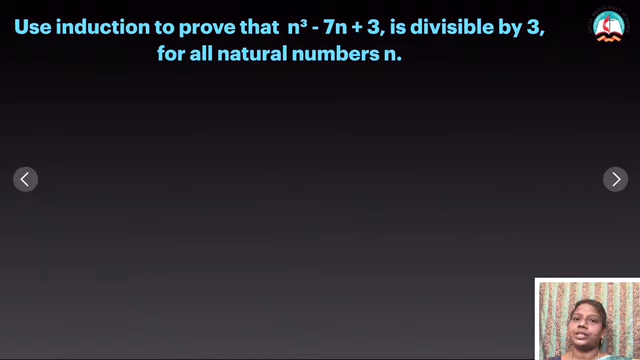 Use induction to prove that n³ - 7n + 3, is divisible by 3,
for all natural numbers n.